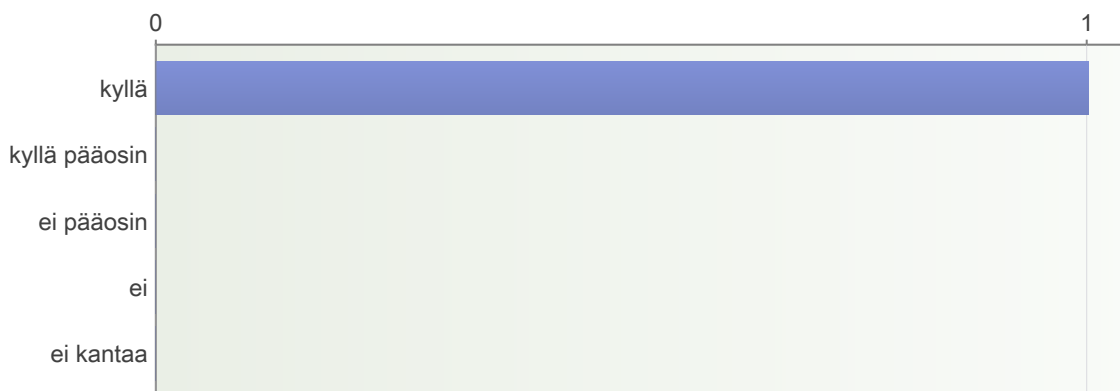 0 1
kyllä
kyllä pääosin
ei pääosin
ei
ei kantaa